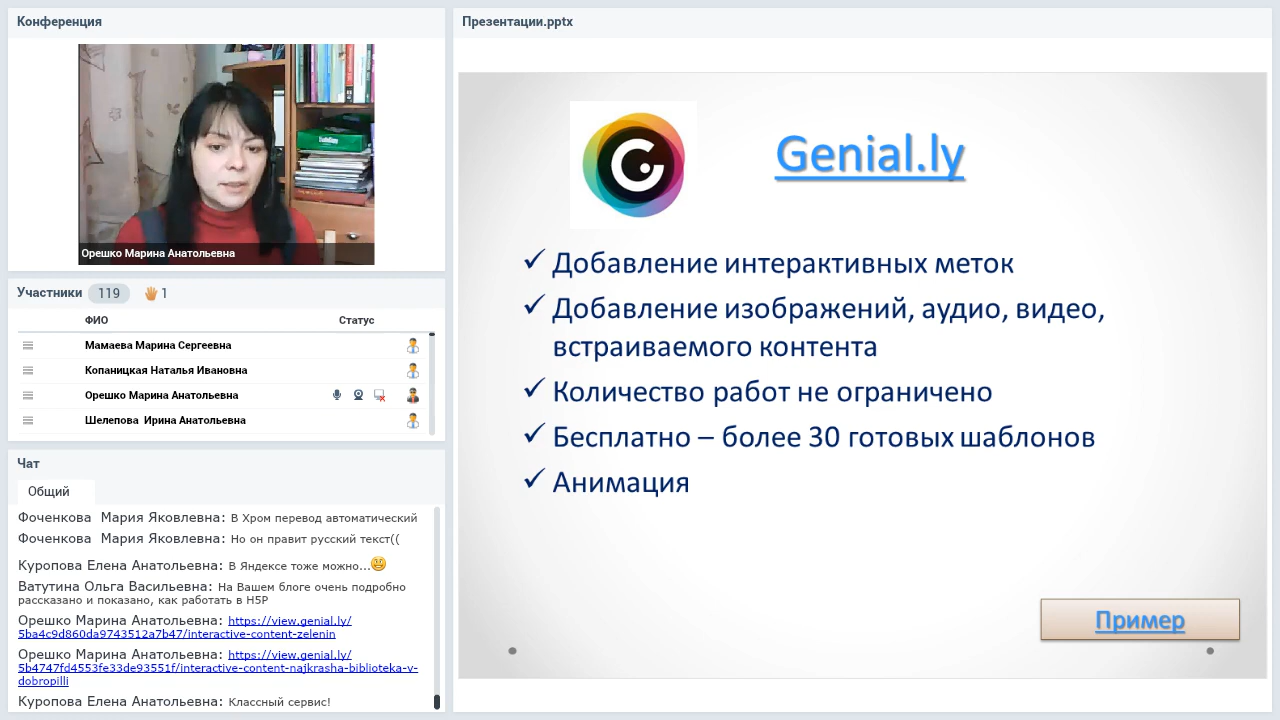 Конференция
Орешко Марина Анатольевна
Участники 119 1
ФИО Статус
Мамаева Марина Сергеевна
Копаницкая Наталья Ивановна
Орешко Марина Анатольевна
Шелепова Ирина Анатольевна
Чат
Общий
Фоченкова Мария Яковлевна: В Хром перевод автоматический
Фоченкова Мария Яковлевна: Но он правит русский текст((
Куропова Елена Анатольевна: В Яндексе тоже можно...
Ватутина Ольга Васильевна: На Вашем блоге очень подробно
рассказано и показано, как работать в H5P
Орешко Марина Анатольевна: https://view.genial.ly/
5ba4c9d860da9743512a7b47/interactive-content-zelenin
Орешко Марина Анатольевна: https://view.genial.ly/
5b4747fd4553fe33de93551f/interactive-content-najkrasha-biblioteka-v-
dobropilli
Куропова Елена Анатольевна: Классный сервис!
Презентации.pptx
Genial.ly
✓ Добавление интерактивных меток
✓ Добавление изображений, аудио, видео,
встраиваемого контента
✓ Количество работ не ограничено
✓ Бесплатно – более 30 готовых шаблонов
✓ Анимация
Пример